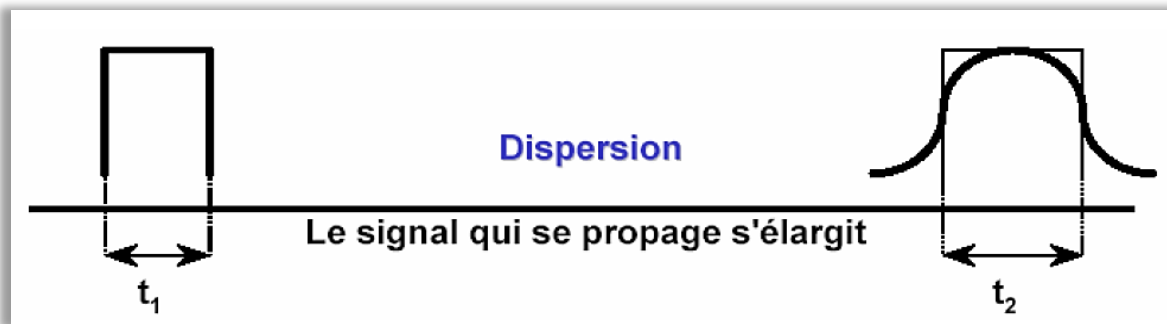 Dispersion
Le signal qui se propage s'élargit
t₁
t₂